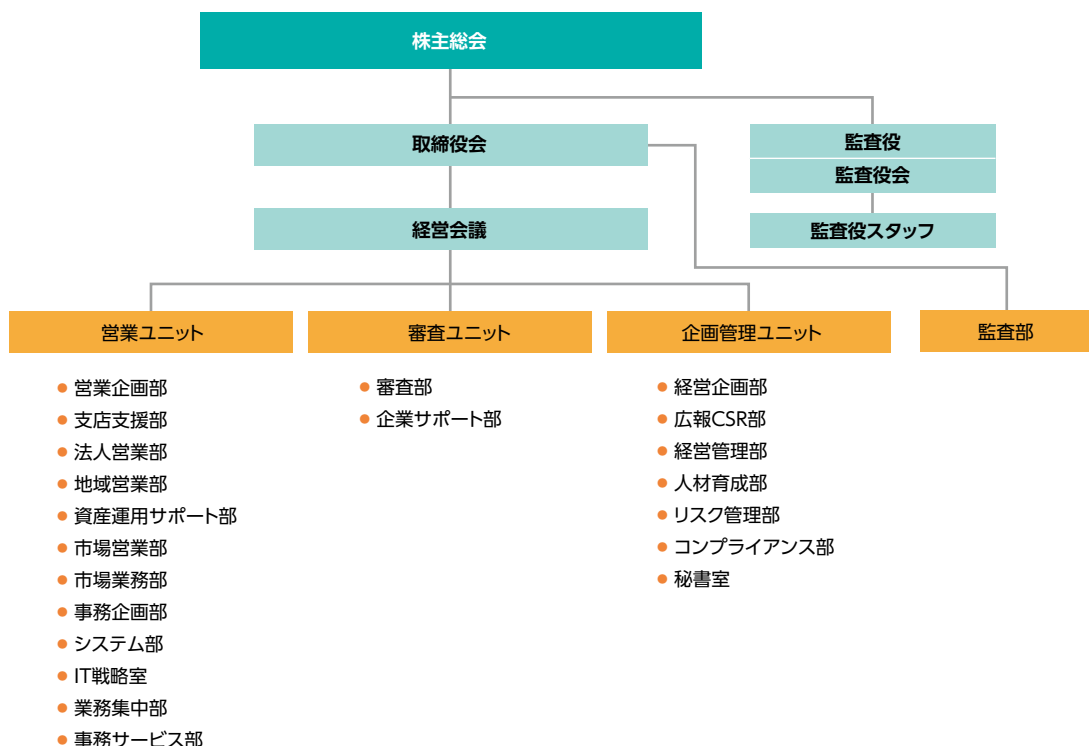 株主総会
取締役会
監査役
監査役会
経営会議
監査役スタッフ
営業ユニット
審査ユニット
企画管理ユニット
監査部
● 営業企画部
● 支店支援部
● 法人営業部
● 地域営業部
● 資産運用サポート部
● 市場営業部
● 市場業務部
● 事務企画部
● システム部
● IT戦略室
● 業務集中部
● 事務サービス部
● 審査部
● 企業サポート部
● 経営企画部
● 広報CSR部
● 経営管理部
● 人材育成部
● リスク管理部
● コンプライアンス部
● 秘書室